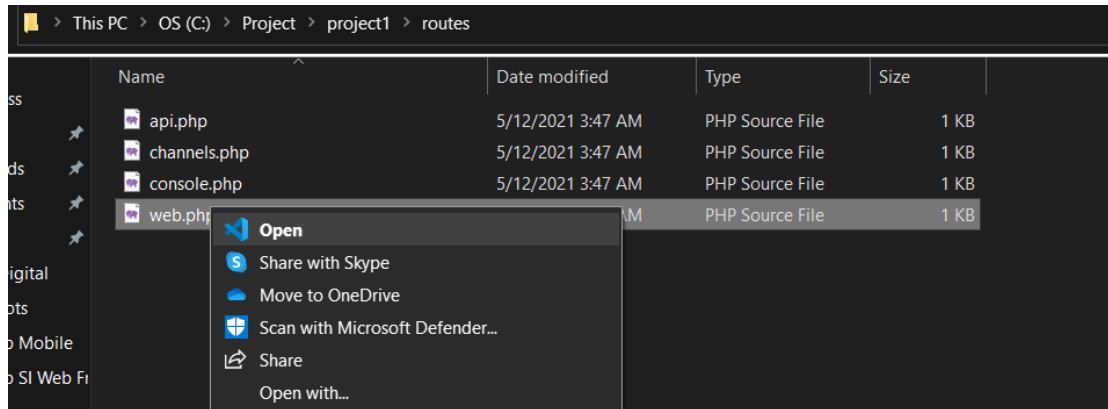 This PC > OS (C:) > Project > project1 > routes
Name Date modified Type Size
ss
api.php 5/12/2021 3:47 AM PHP Source File 1 KB
channels.php 5/12/2021 3:47 AM PHP Source File 1 KB
ds
console.php 5/12/2021 3:47 AM PHP Source File 1 KB
nts
web.php AM PHP Source File 1 KB
Open
Share with Skype
igital
Move to OneDrive
ots
Scan with Microsoft Defender...
o Mobile
Share
o SI Web Fr
Open with...